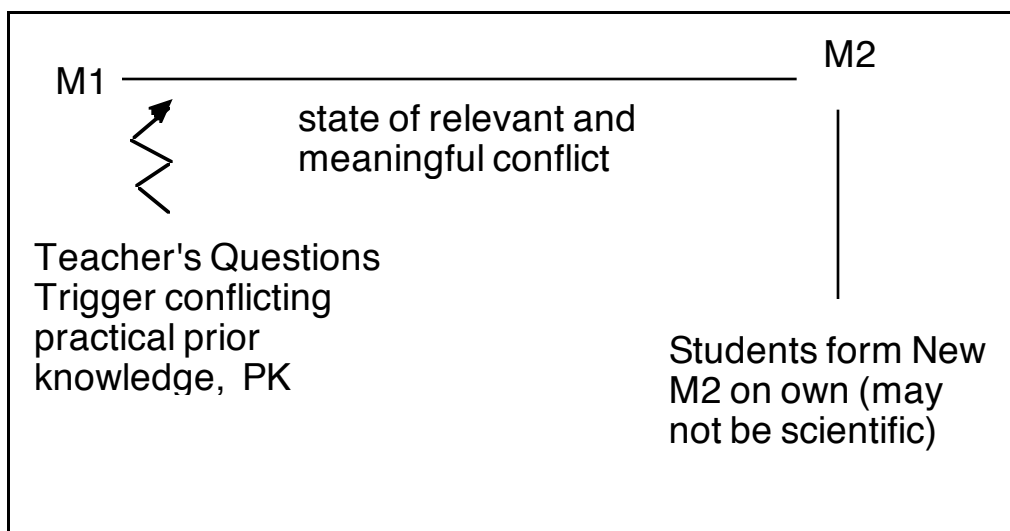 M1
M2
state of relevant and
meaningful conflict
Teacher's Questions
Trigger conflicting
practical prior
knowledge, PK
Students form New
M2 on own (may
not be scientific)